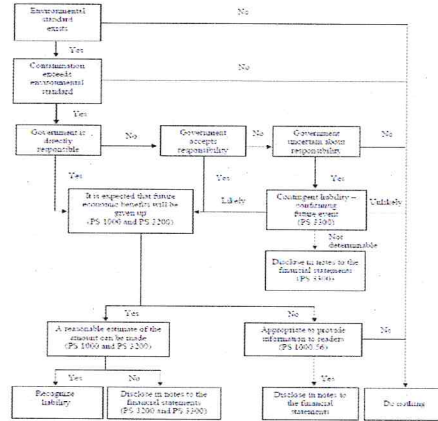 Environmental
standard
exists
No
Yes
Contamination
exceeds
environmental
standard
No
Yes
Government is
directly
responsible
No
Government
accepts
responsibility
No
Government
uncertain about
responsibility
No
Yes
Yes
Yes
It is expected that future
economic benefits will be
given up
(PS 1000 and PS 3200)
Likely
Contingent liability –
confirming
future event
(PS 3300)
Unlikely
Not
determinable
Disclose in notes to the
financial statements
(PS 3300)
Yes
No
A reasonable estimate of the
amount can be made
(PS 1000 and PS 3200)
Appropriate to provide
information to readers
(PS 1000.56)
No
Yes
No
Yes
Recognize
liability
Disclose in notes to the
financial statements
(PS 3200 and PS 3300)
Disclose in notes to
the financial
statements
Do nothing